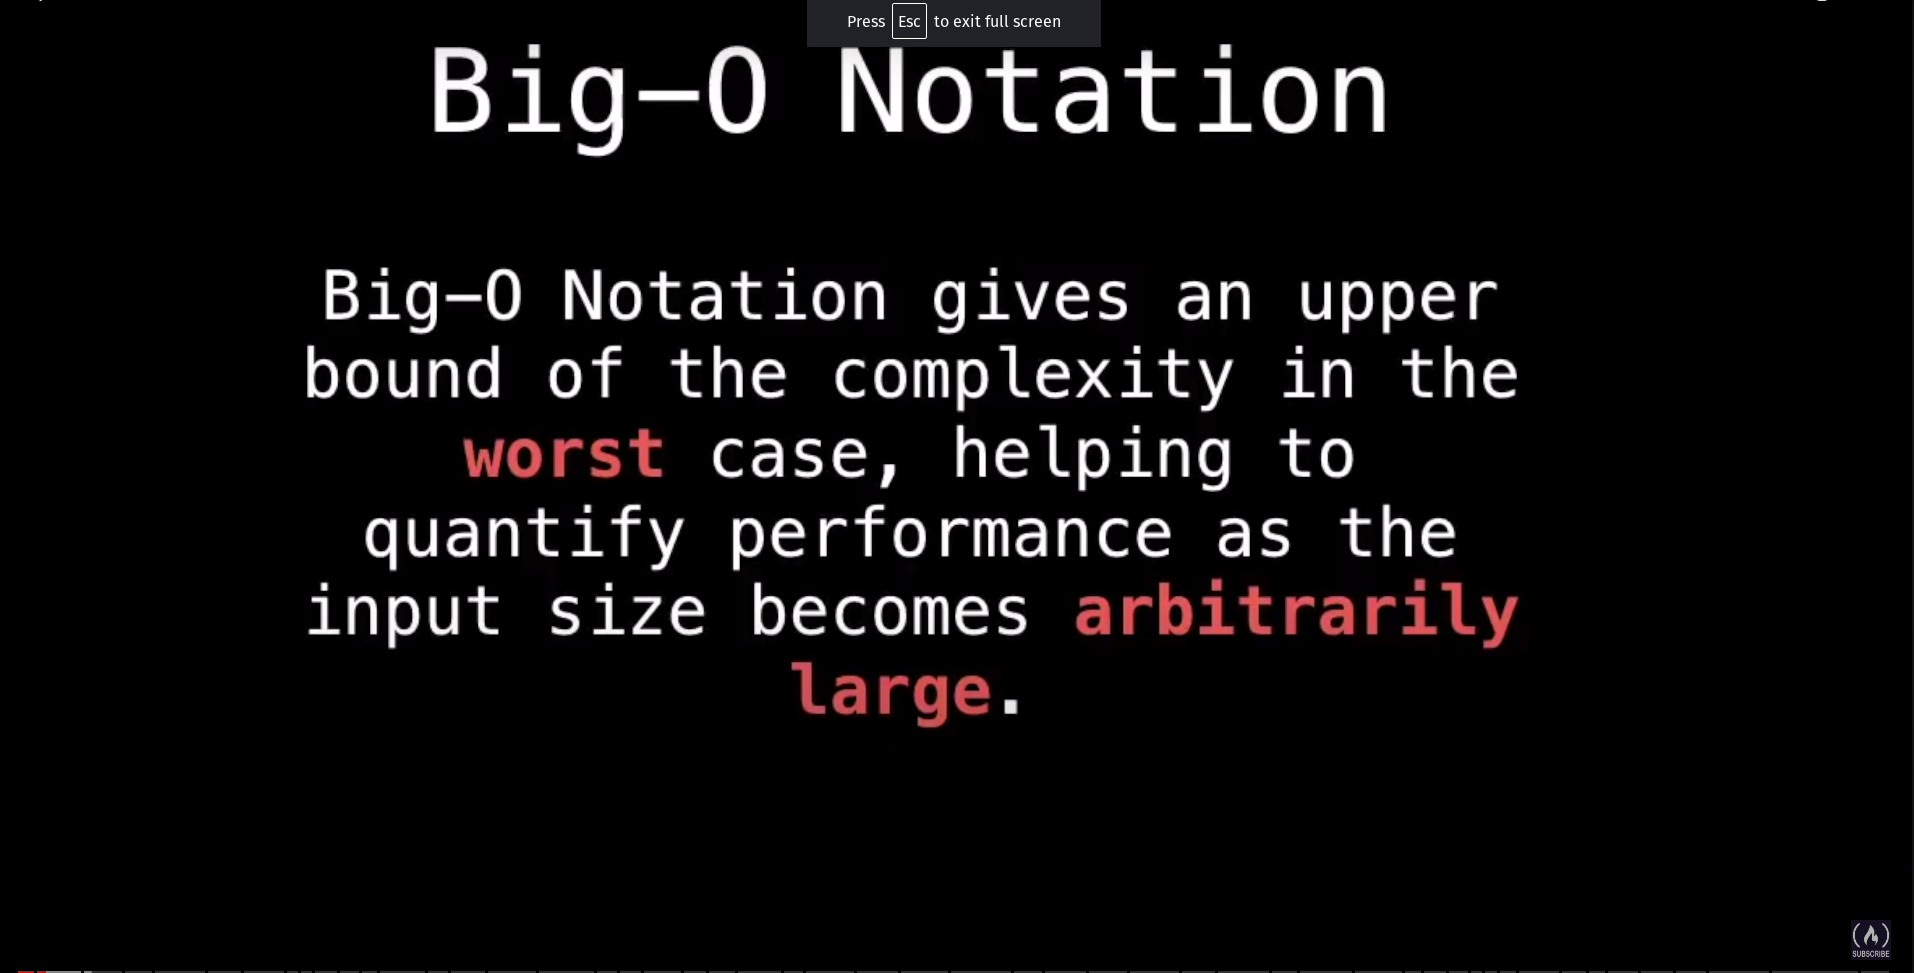 Press Esc to exit full screen
Big-O Notation
Big-O Notation gives an upper
bound of the complexity in the
worst case, helping to
quantify performance as the
input size becomes arbitrarily
large.
SUBSCRIBE